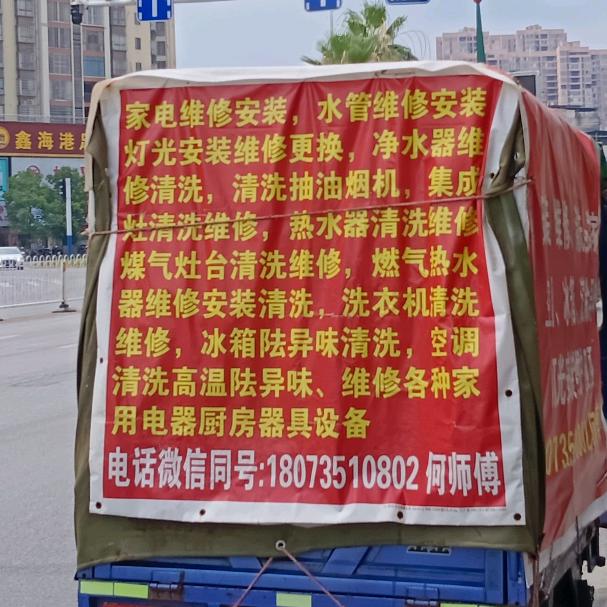 鑫海港
家电维修安装，水管维修安装
灯光安装维修更换，净水器维
修清洗，清洗抽油烟机，集成
灶清洗维修，热水器清洗维修
煤气灶台清洗维修，燃气热水
器维修安装清洗，洗衣机清洗
维修，冰箱陆异味清洗，空调
清洗高温陆异味、维修各种家
用电器厨房器具设备
电话微信同号:18073510802 何师傅